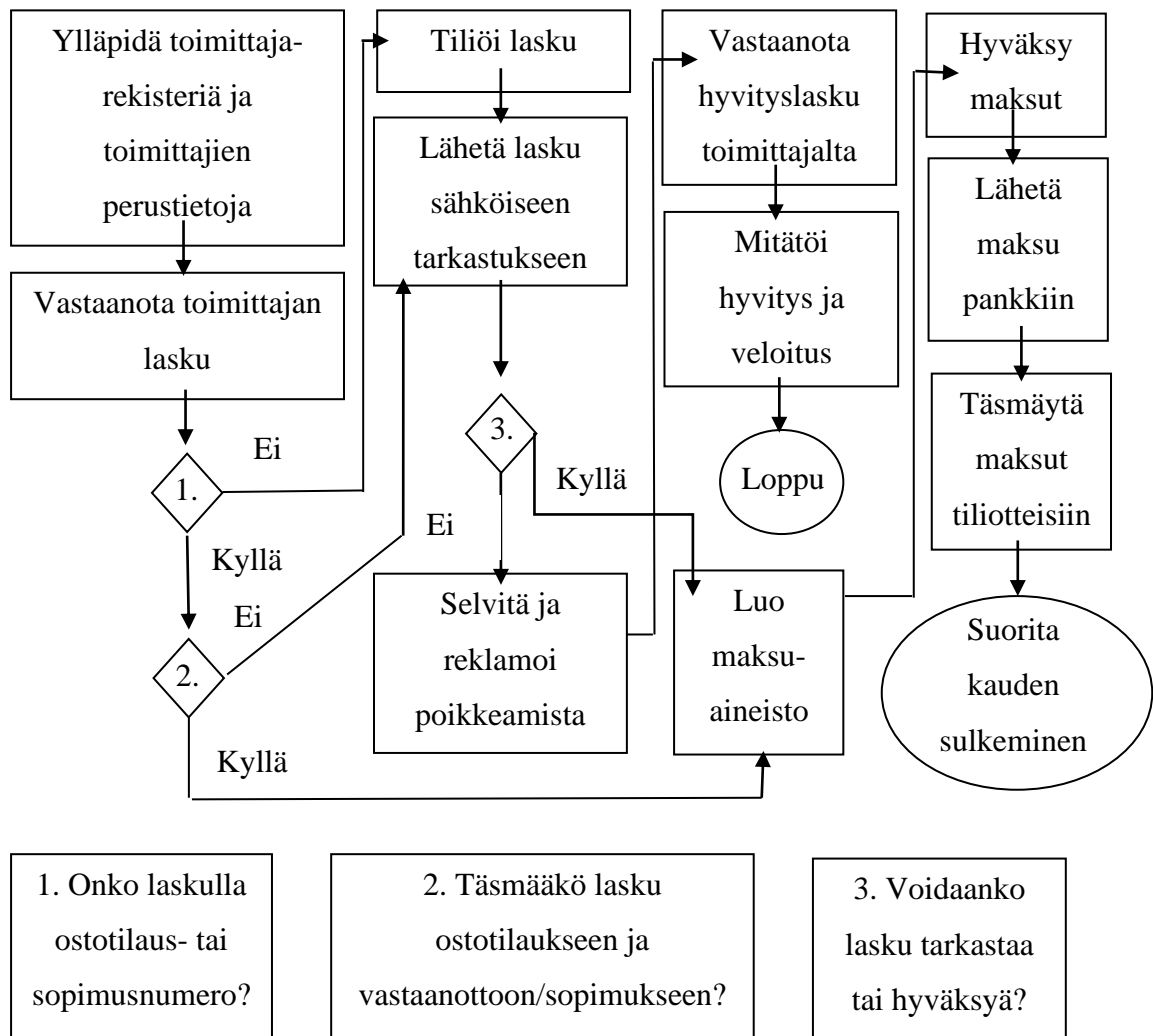 Ylläpidä toimittaja-
rekisteriä ja
toimittajien
perustietoja
Vastaanota toimittajan
lasku
Ei
1.
Kyllä
Ei
2.
Kyllä
Tiliöi lasku
Lähetä lasku
sähköiseen
tarkastukseen
3.
Kyllä
Ei
Selvitä ja
reklamoi
poikkeamista
Vastaanota
hyvityslasku
toimittajalta
Mitätöi
hyvitys ja
veloitus
Loppu
Luo
maksu-
aineisto
Hyväksy
maksut
Lähetä
maksu
pankkiin
Täsmäytä
maksut
tiliotteisiin
Suorita
kauden
sulkeminen
1. Onko laskulla
ostotilaus- tai
sopimusnumero?
2. Täsmääkö lasku
ostotilaukseen ja
vastaanottoon/sopimukseen?
3. Voidaanko
lasku tarkastaa
tai hyväksyä?